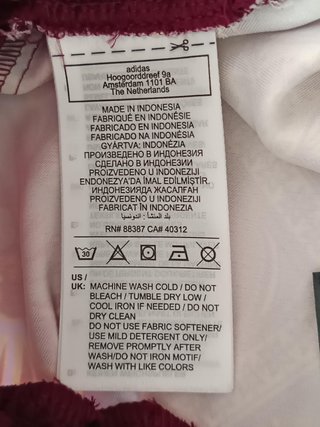 adidas
Hoogoorddreef 9a
Amsterdam 1101 BA
The Netherlands
MADE IN INDONESIA
FABRIQUÉ EN INDONÉSIE
FABRICADO EN INDONESIA
FABRICADO NA INDONÉSIA
GYÁRTVA: INDONÉZIA
ПРОИЗВЕДЕНО В ИНДОНЕЗИЯ
СДЕЛАНО В ИНДОНЕЗИИ
PROIZVEDENO U INDONEZIJI
ENDONEZYA'DA İMAL EDİLMİŞTİR.
ИНДОНЕЗИЯДА ЖАСАЛҒАН
PROIZVEDENO U INDONEZIJI
FABRICAT ÎN INDONEZIA
بلد المنشأ: اندونيسيا
RN# 88387 CA# 40312
30
US /
UK: MACHINE WASH COLD / DO NOT
BLEACH / TUMBLE DRY LOW /
COOL IRON IF NEEDED / DO NOT
DRY CLEAN
DO NOT USE FABRIC SOFTENER/
USE MILD DETERGENT ONLY/
REMOVE PROMPTLY AFTER
WASH/DO NOT IRON MOTIF/
WASH WITH LIKE COLORS